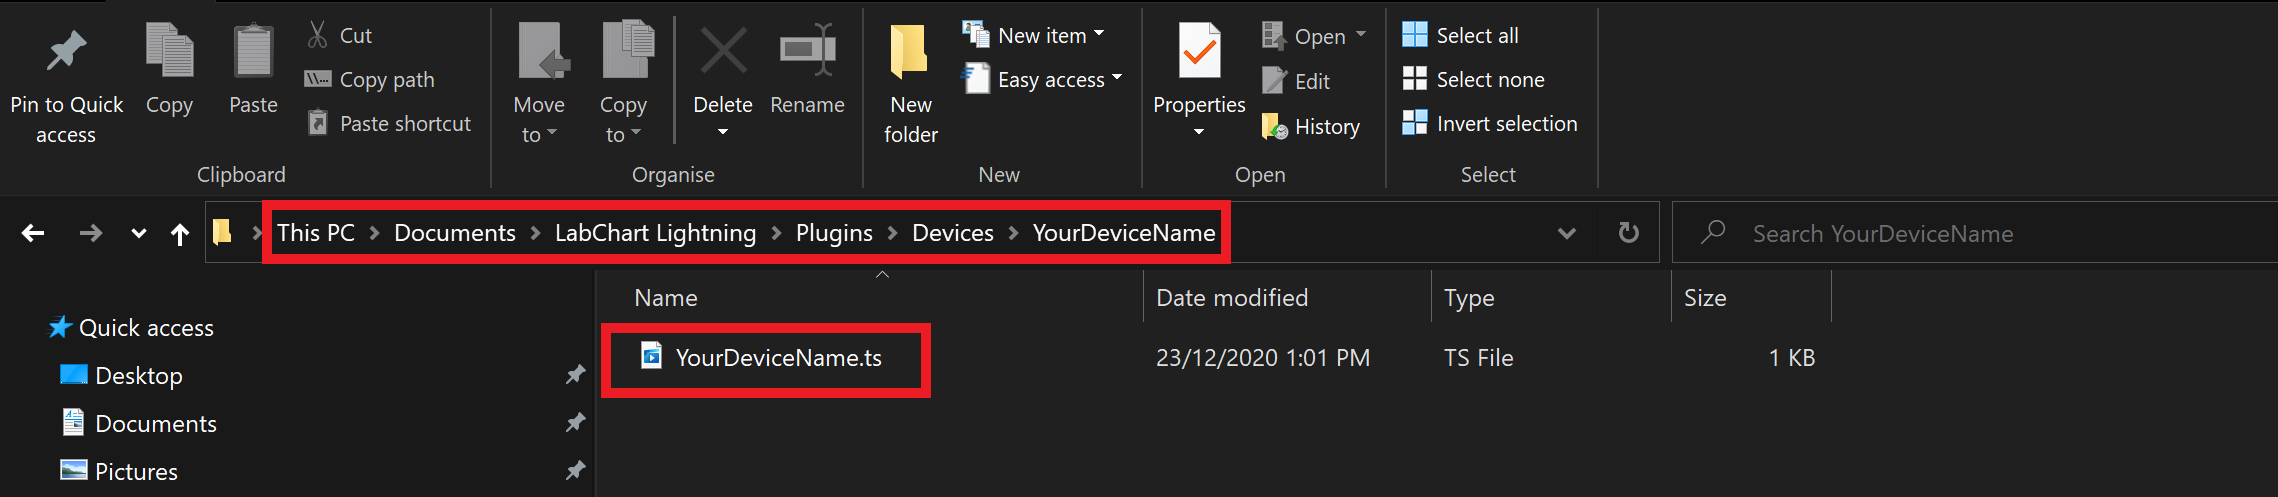 Pin to Quick access
Copy
Paste
Cut
Copy path
Paste shortcut
Clipboard
Move to
Copy to
Delete
Rename
Organise
New folder
New item
Easy access
New
Properties
Open
Edit
History
Open
Select all
Select none
Invert selection
Select
This PC > Documents > LabChart Lightning > Plugins > Devices > YourDeviceName
Search YourDeviceName
Name Date modified Type Size
YourDeviceName.ts 23/12/2020 1:01 PM TS File 1 KB
Quick access
Desktop
Documents
Pictures